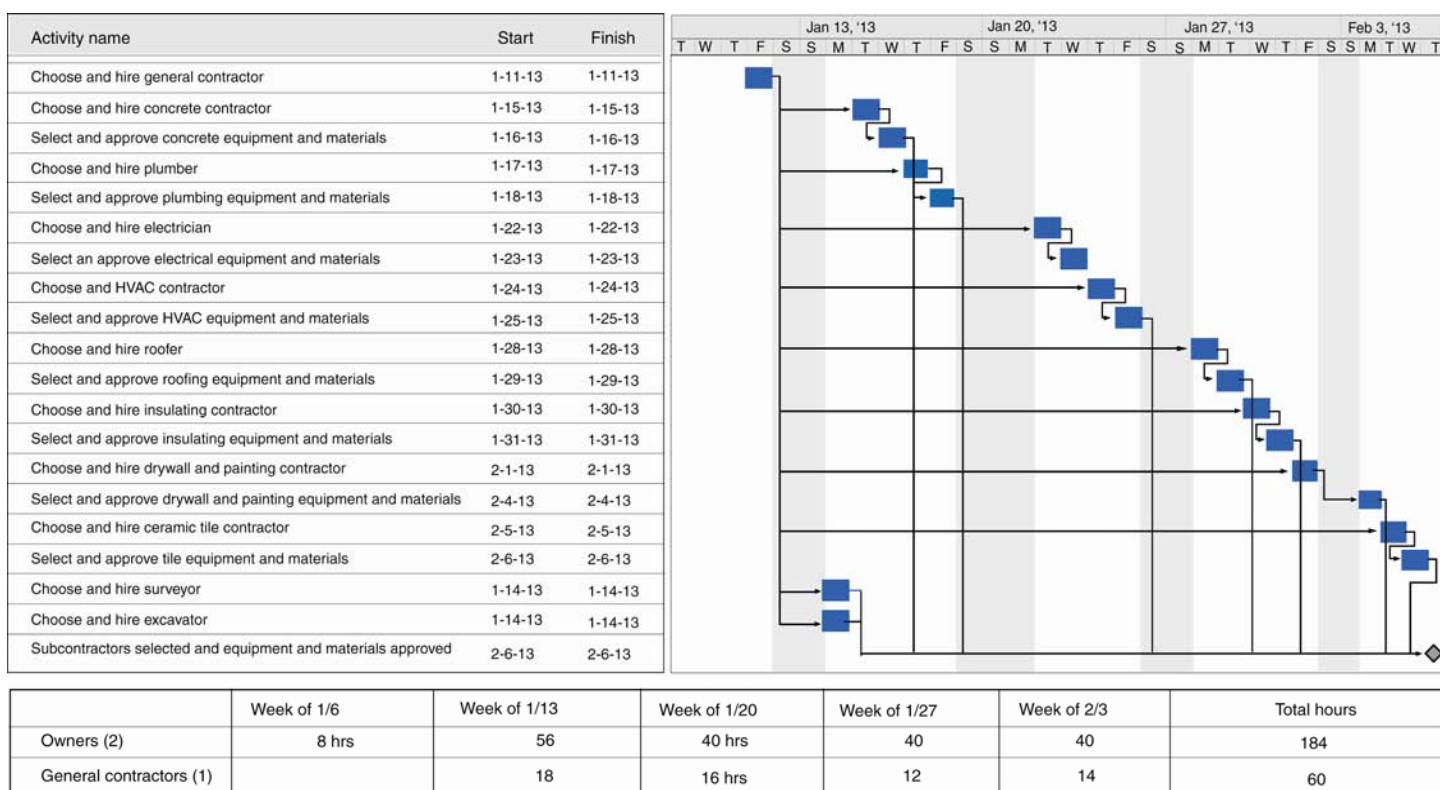 Activity name Start Finish
Jan 13, '13 Jan 20, '13 Jan 27, '13 Feb 3, '13
T W T F S S M T W T F S S M T W T F S S M T W T F S S M T W T
Choose and hire general contractor 1-11-13 1-11-13
Choose and hire concrete contractor 1-15-13 1-15-13
Select and approve concrete equipment and materials 1-16-13 1-16-13
Choose and hire plumber 1-17-13 1-17-13
Select and approve plumbing equipment and materials 1-18-13 1-18-13
Choose and hire electrician 1-22-13 1-22-13
Select an approve electrical equipment and materials 1-23-13 1-23-13
Choose and HVAC contractor 1-24-13 1-24-13
Select and approve HVAC equipment and materials 1-25-13 1-25-13
Choose and hire roofer 1-28-13 1-28-13
Select and approve roofing equipment and materials 1-29-13 1-29-13
Choose and hire insulating contractor 1-30-13 1-30-13
Select and approve insulating equipment and materials 1-31-13 1-31-13
Choose and hire drywall and painting contractor 2-1-13 2-1-13
Select and approve drywall and painting equipment and materials 2-4-13 2-4-13
Choose and hire ceramic tile contractor 2-5-13 2-5-13
Select and approve tile equipment and materials 2-6-13 2-6-13
Choose and hire surveyor 1-14-13 1-14-13
Choose and hire excavator 1-14-13 1-14-13
Subcontractors selected and equipment and materials approved 2-6-13 2-6-13
Week of 1/6 Week of 1/13 Week of 1/20 Week of 1/27 Week of 2/3 Total hours
Owners (2) 8 hrs 56 40 hrs 40 40 184
General contractors (1) 18 16 hrs 12 14 60